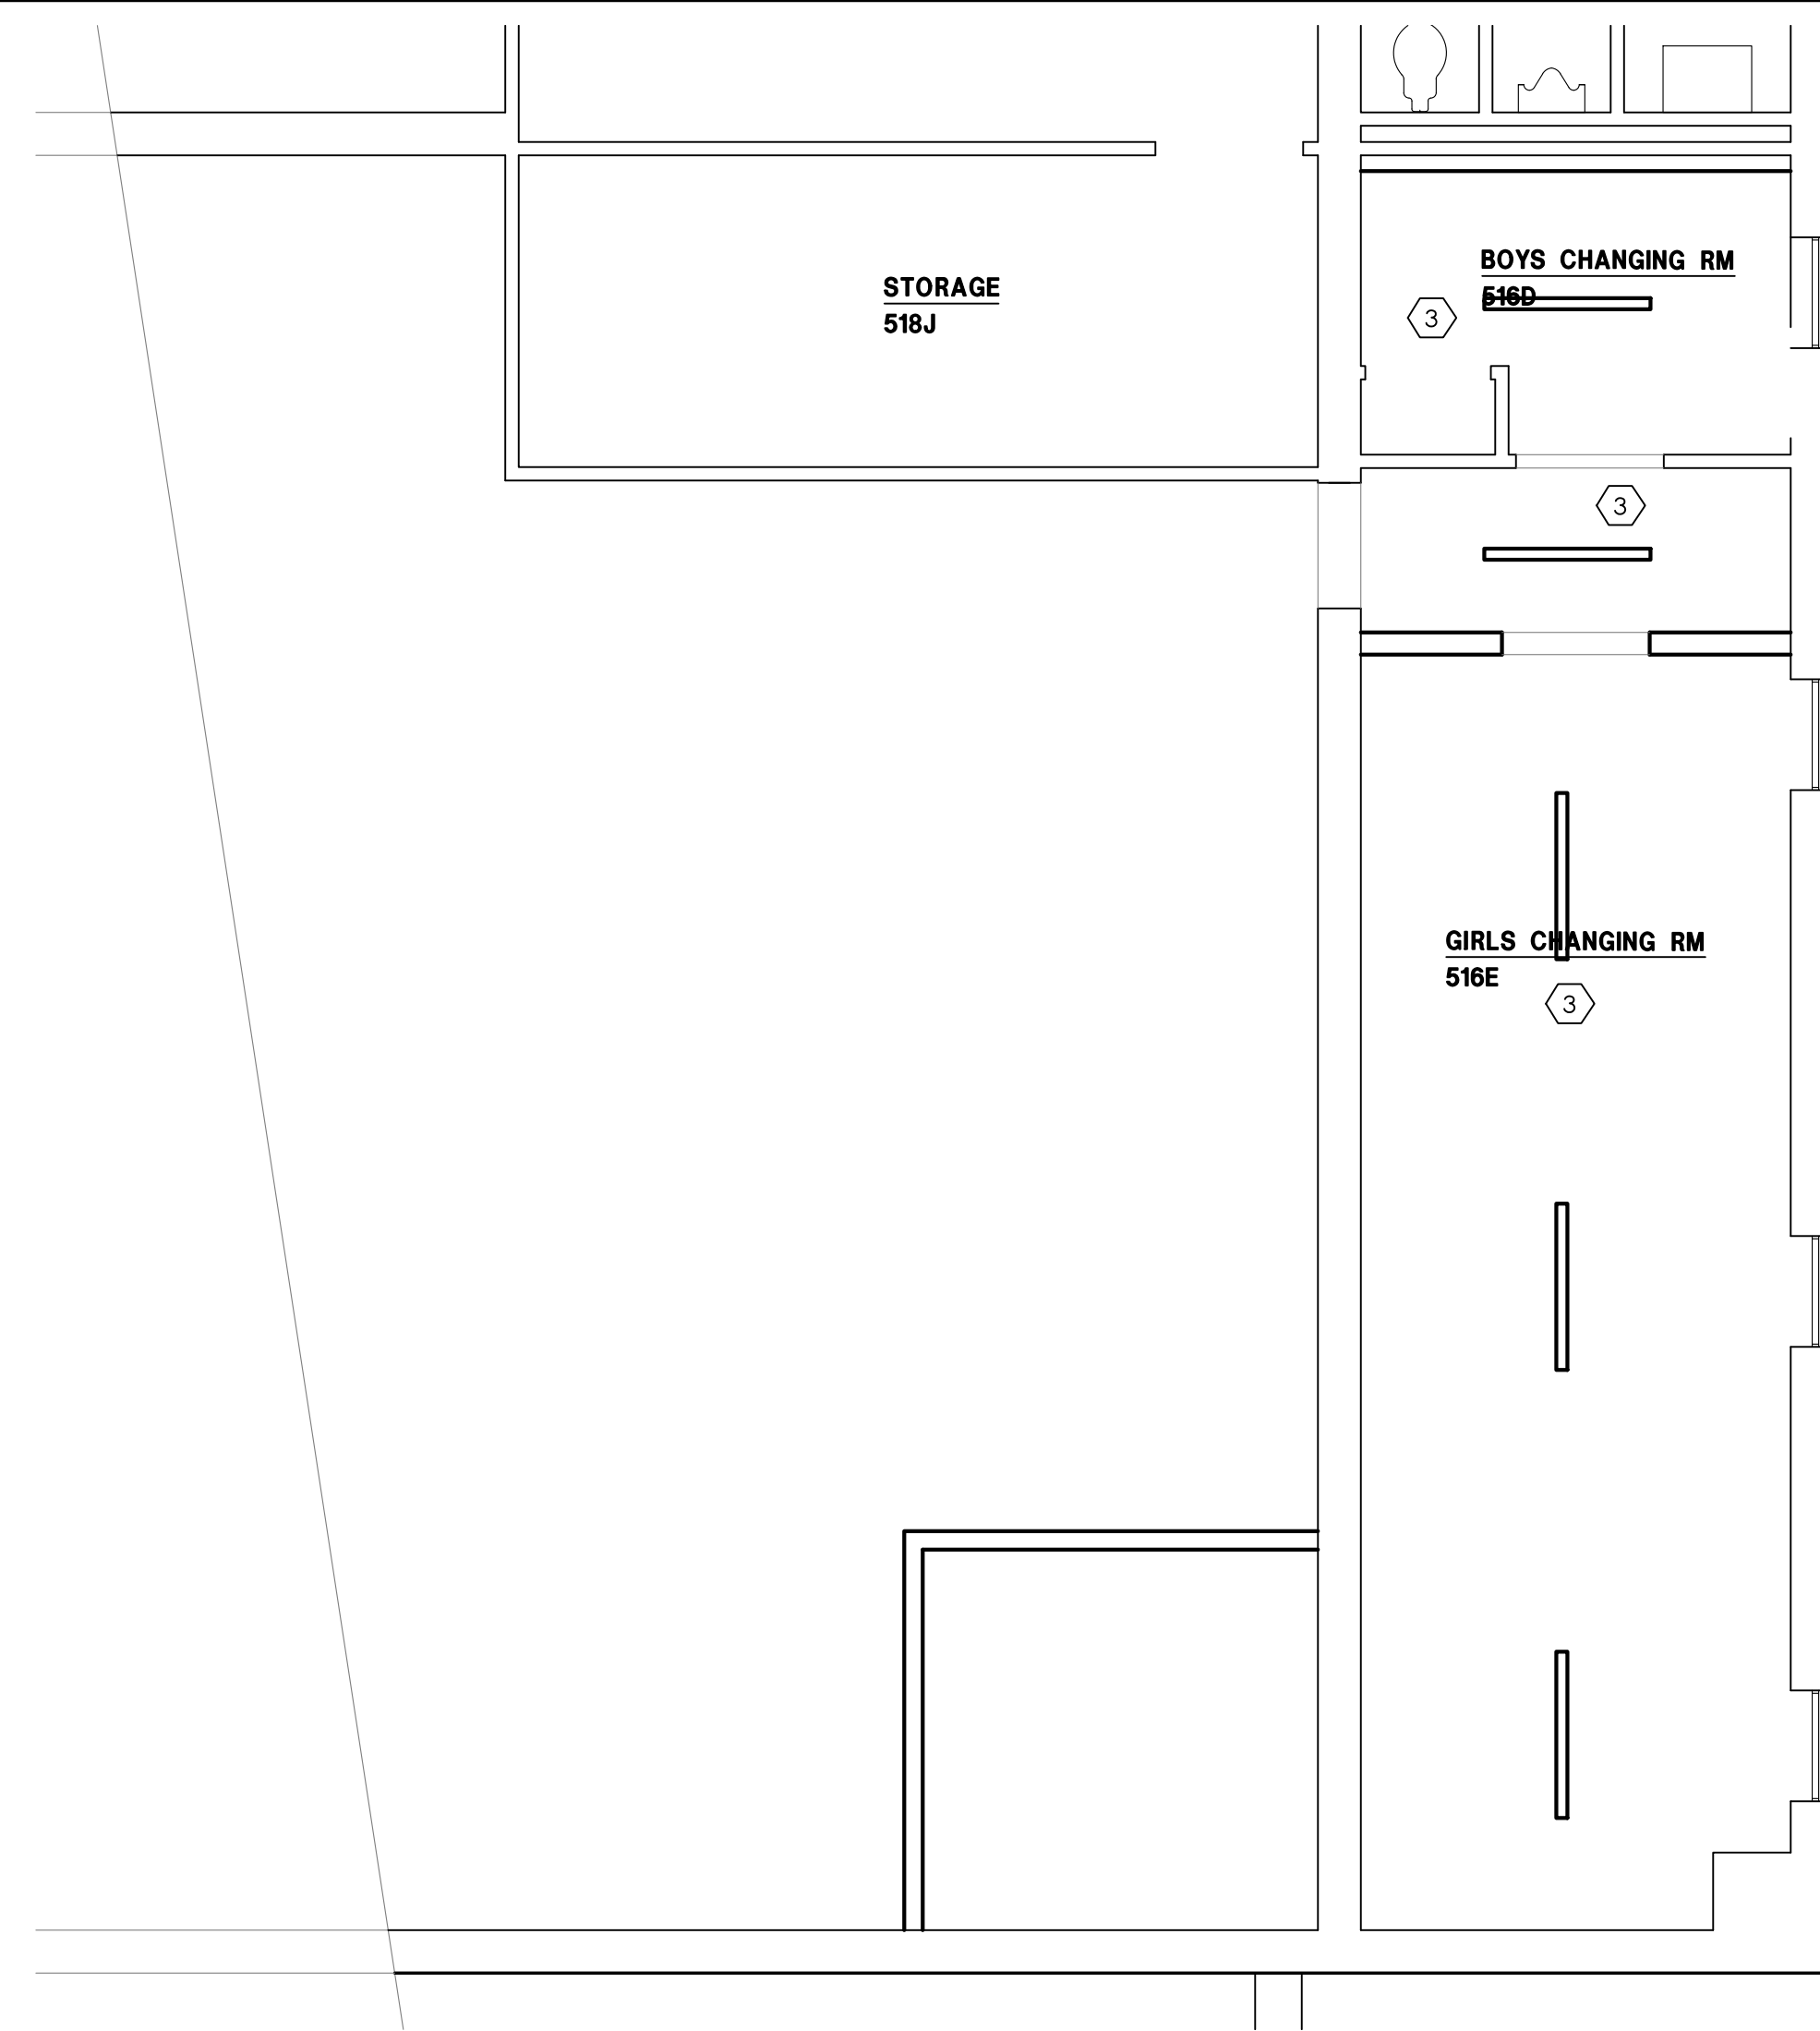 BOYS CHANGING RM
516D
STORAGE
518J
3
3
GIRLS CHANGING RM
516E
3